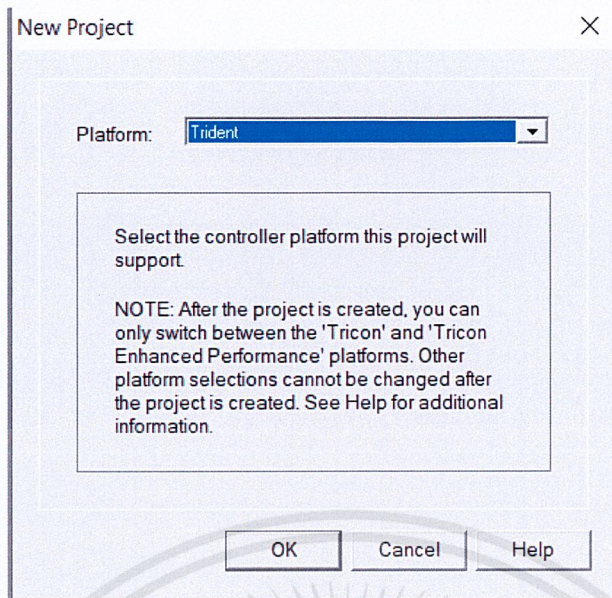 New Project
Platform: Trident
Select the controller platform this project will
support.
NOTE: After the project is created, you can
only switch between the 'Tricon' and 'Tricon
Enhanced Performance' platforms. Other
platform selections cannot be changed after
the project is created. See Help for additional
information.
OK Cancel Help